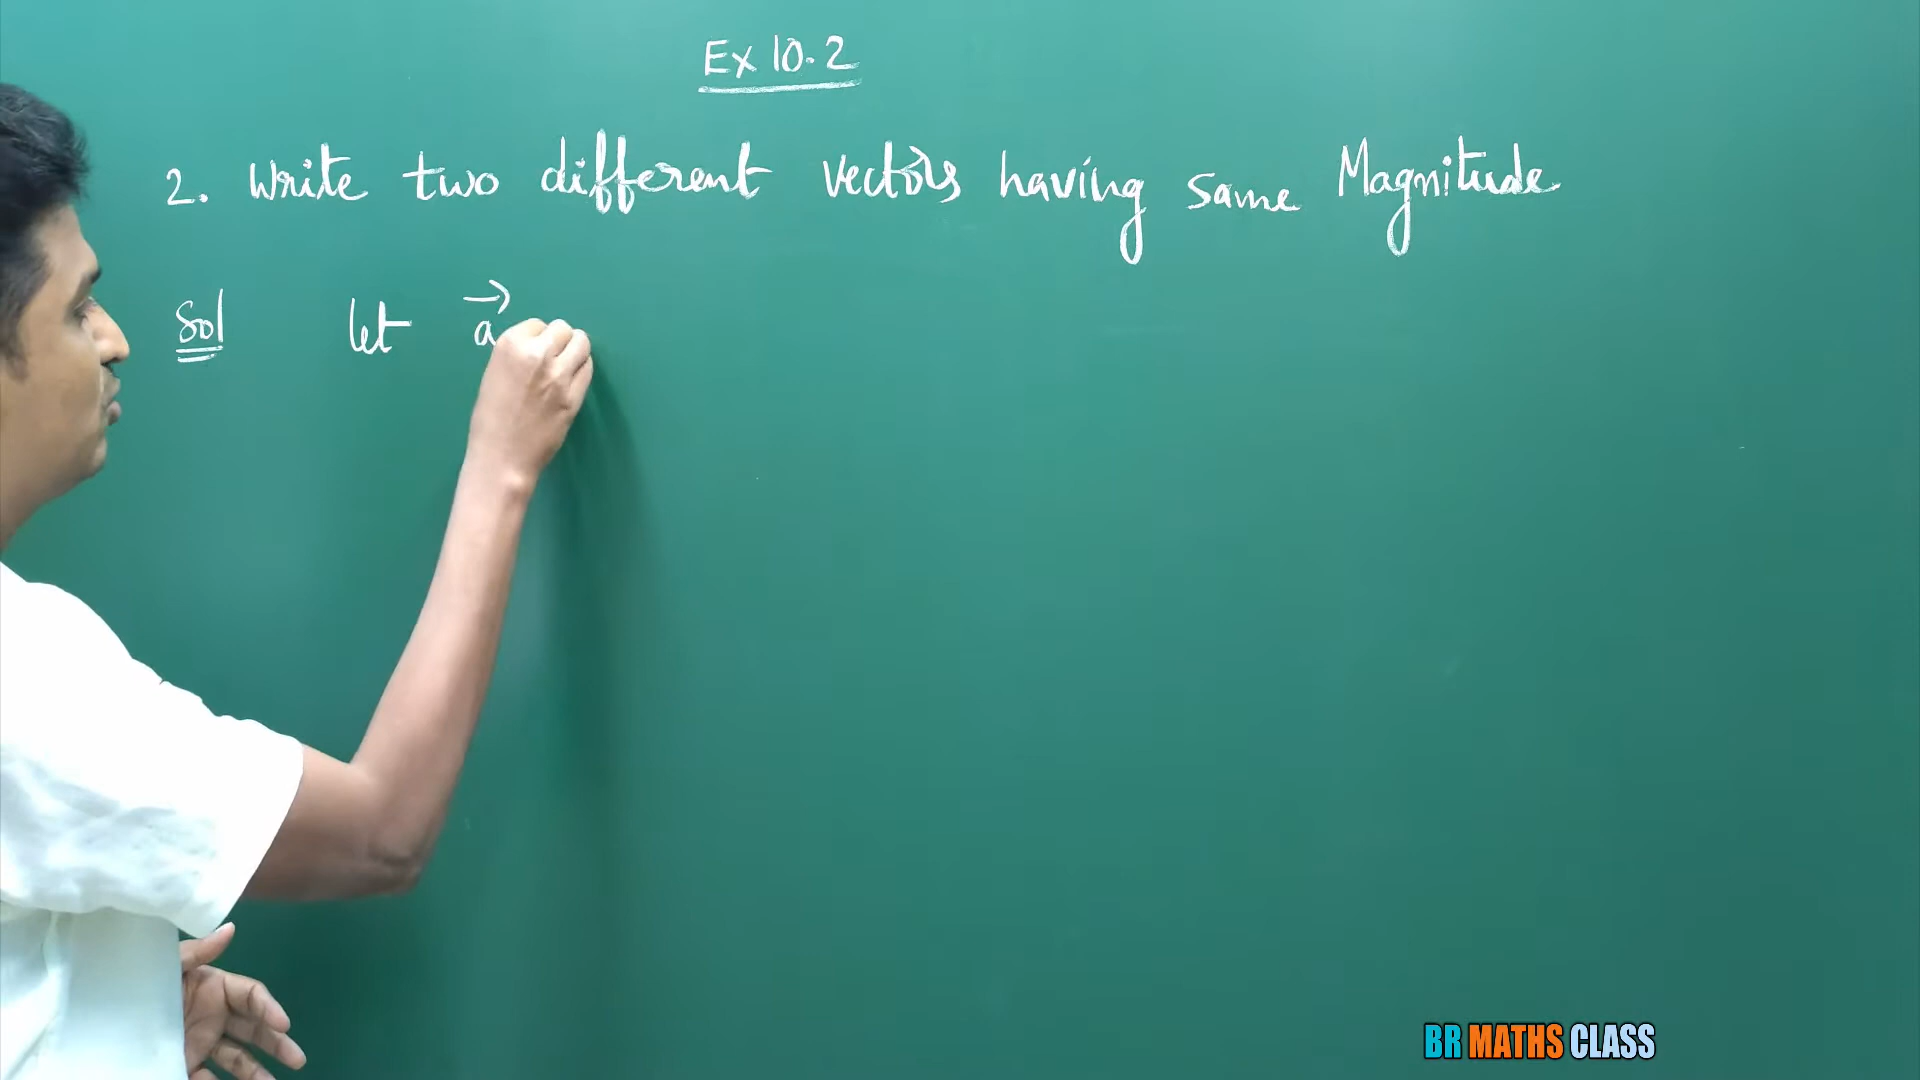 Ex 10.2
2. Write two different vectors having same Magnitude
Sol let a⃗
BR MATHS CLASS